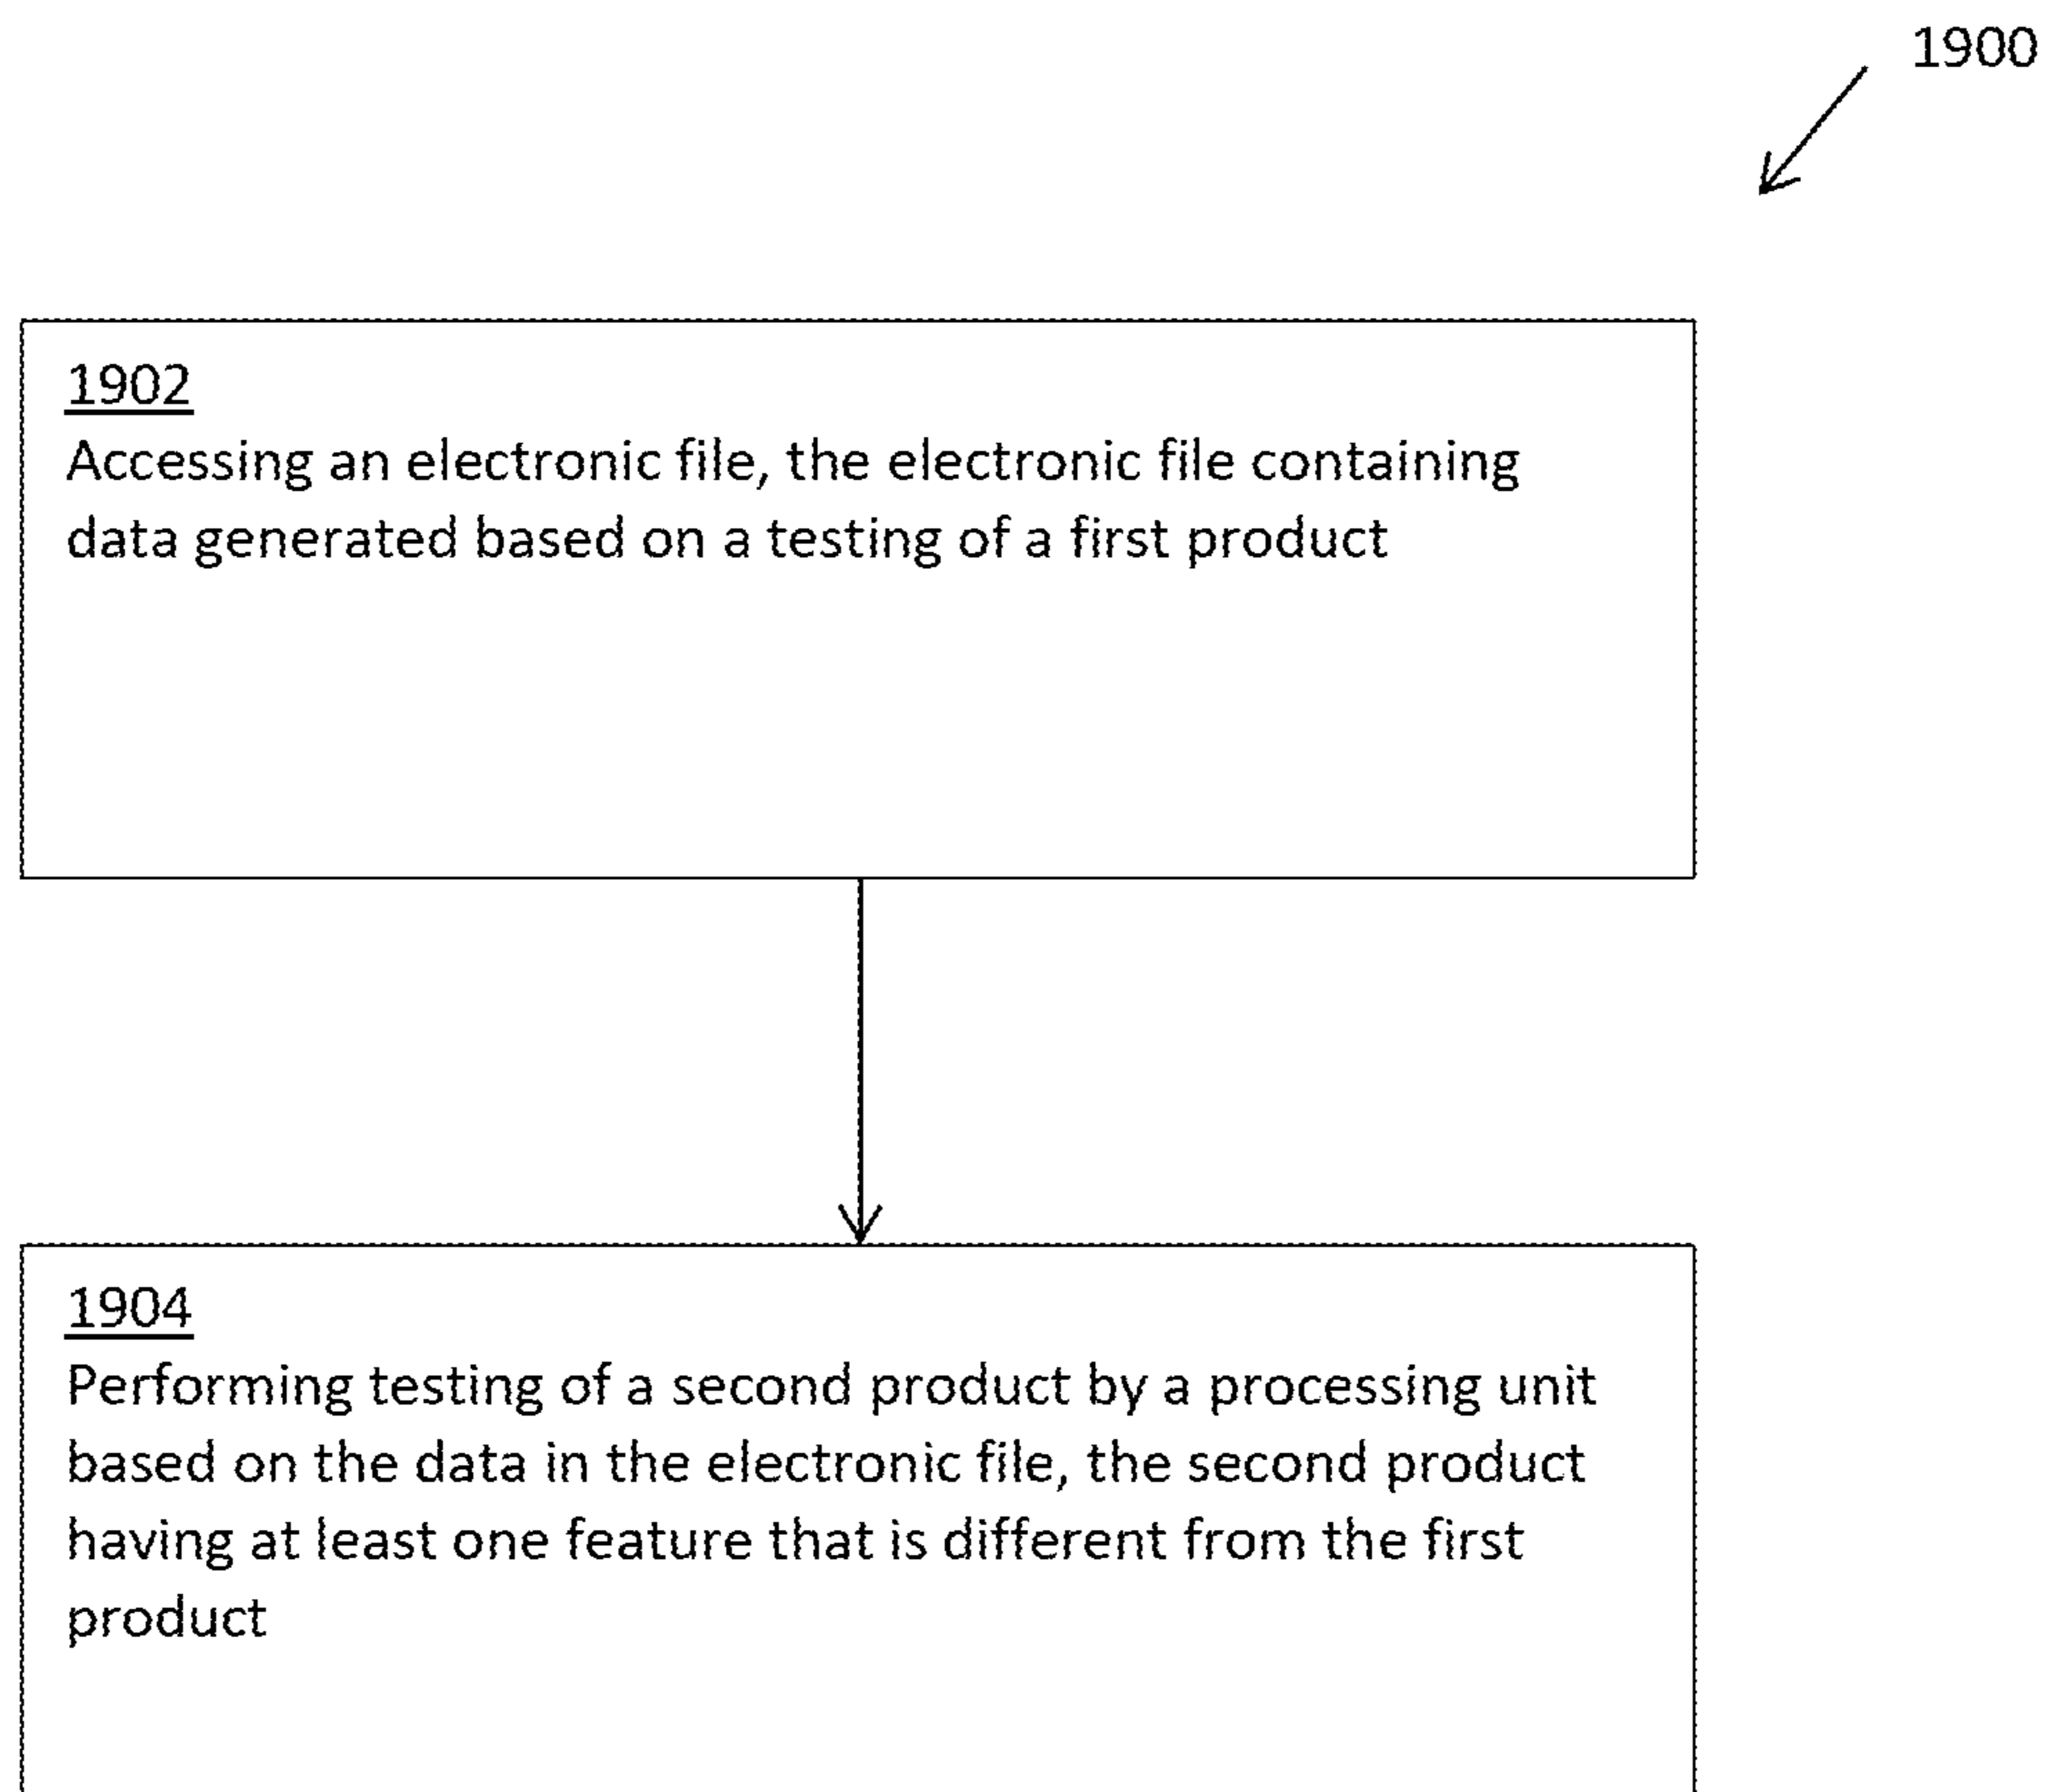 1900
1902
Accessing an electronic file, the electronic file containing
data generated based on a testing of a first product
1904
Performing testing of a second product by a processing unit
based on the data in the electronic file, the second product
having at least one feature that is different from the first
product